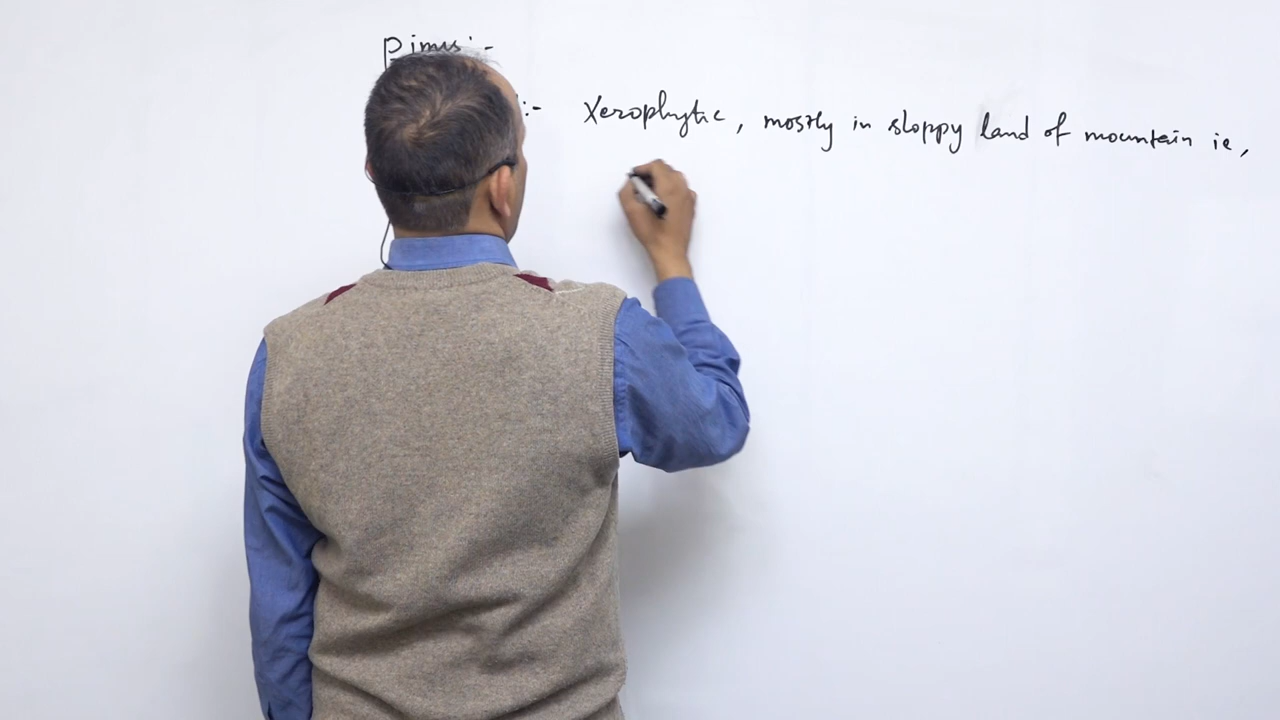 Pinus:-
:- Xerophytic, mostly in sloppy land of mountain ie,